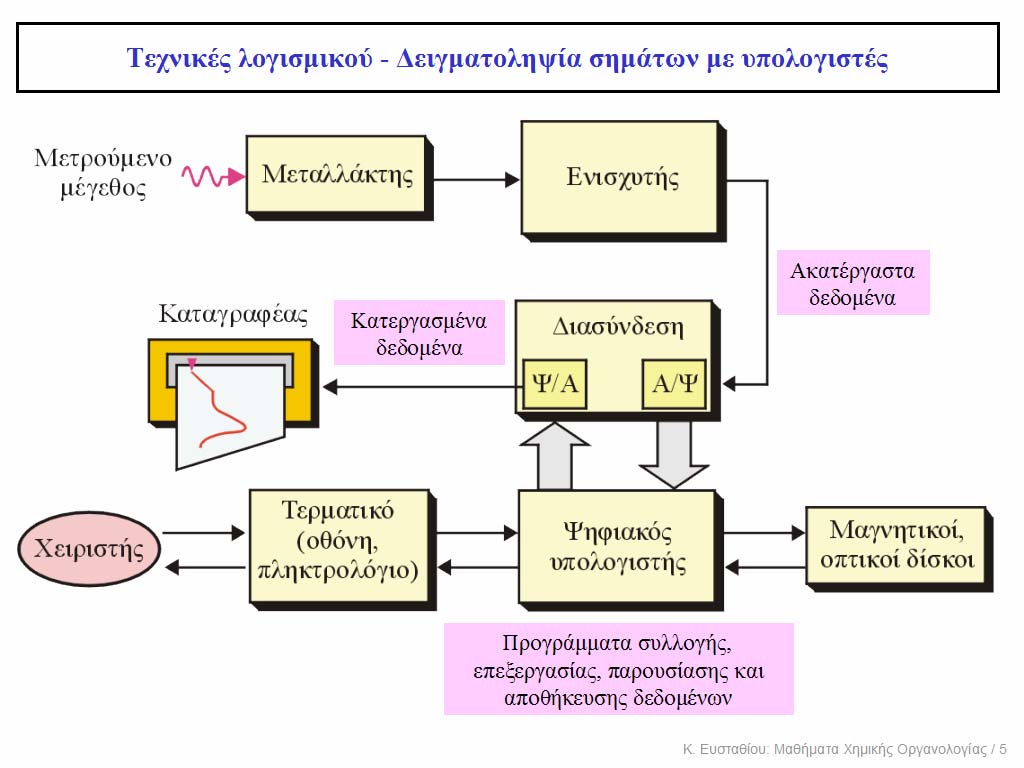 Τεχνικές λογισμικού - Δειγματοληψία σημάτων με υπολογιστές
Μετρούμενο
μέγεθος
Μεταλλάκτης
Ενισχυτής
Ακατέργαστα
δεδομένα
Καταγραφέας
Κατεργασμένα
δεδομένα
Διασύνδεση
Ψ/Α
Α/Ψ
Χειριστής
Τερματικό
(οθόνη,
πληκτρολόγιο)
Ψηφιακός
υπολογιστής
Μαγνητικοί,
οπτικοί δίσκοι
Προγράμματα συλλογής,
επεξεργασίας, παρουσίασης και
αποθήκευσης δεδομένων
Κ. Ευσταθίου: Μαθήματα Χημικής Οργανολογίας / 5